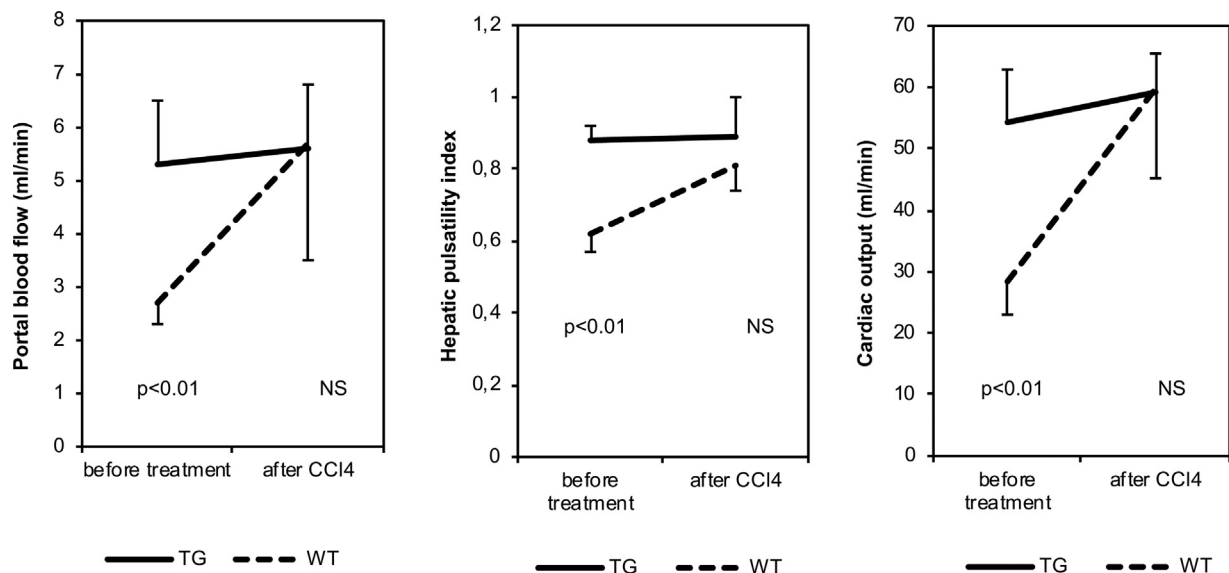 Portal blood flow (ml/min)
8
7
6
5
4
3
2
1
0
p<0.01
NS
before treatment
after CCl4
TG
WT
Hepatic pulsatility index
1,2
1
0,8
0,6
0,4
0,2
0
p<0.01
NS
before
treatment
after CCl4
TG
WT
Cardiac output (ml/min)
70
60
50
40
30
20
10
0
p<0.01
NS
before
treatment
after CCl4
TG
WT